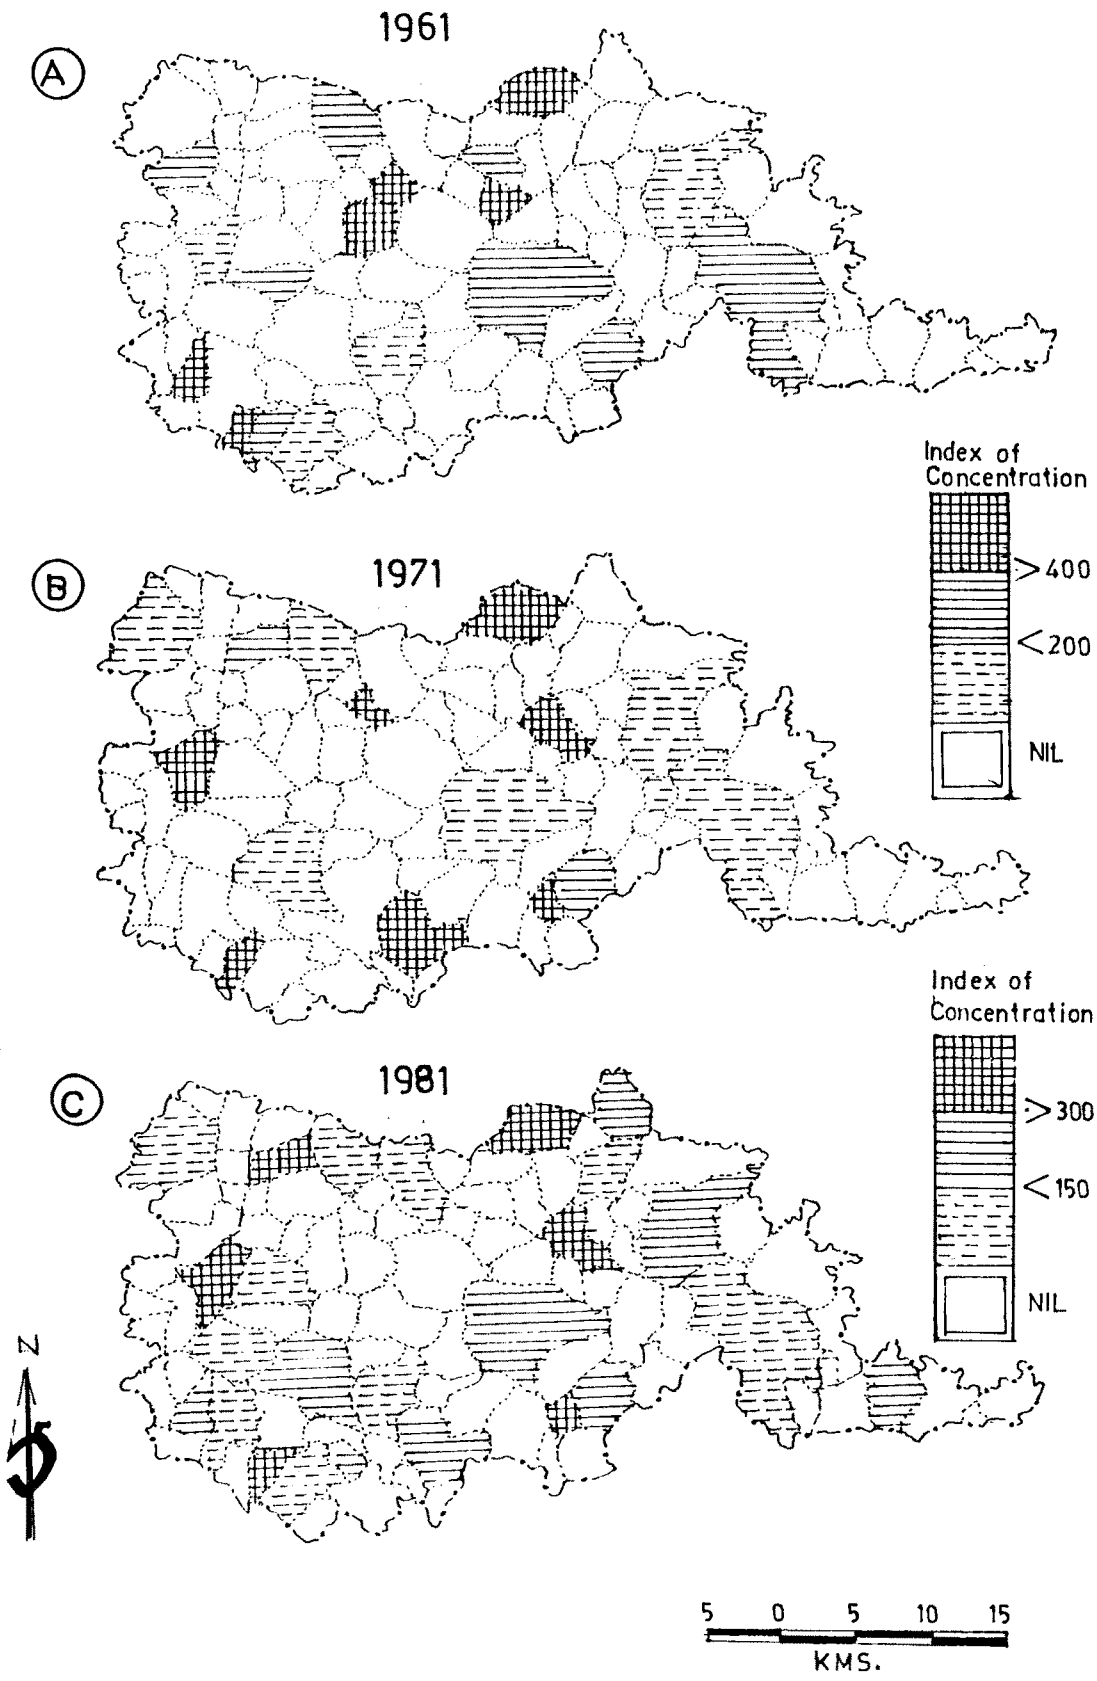 1961
A
Index of
Concentration
>400
<200
NIL
1971
B
Index of
Concentration
>300
<150
NIL
1981
C
N
5 0 5 10 15
KMS.